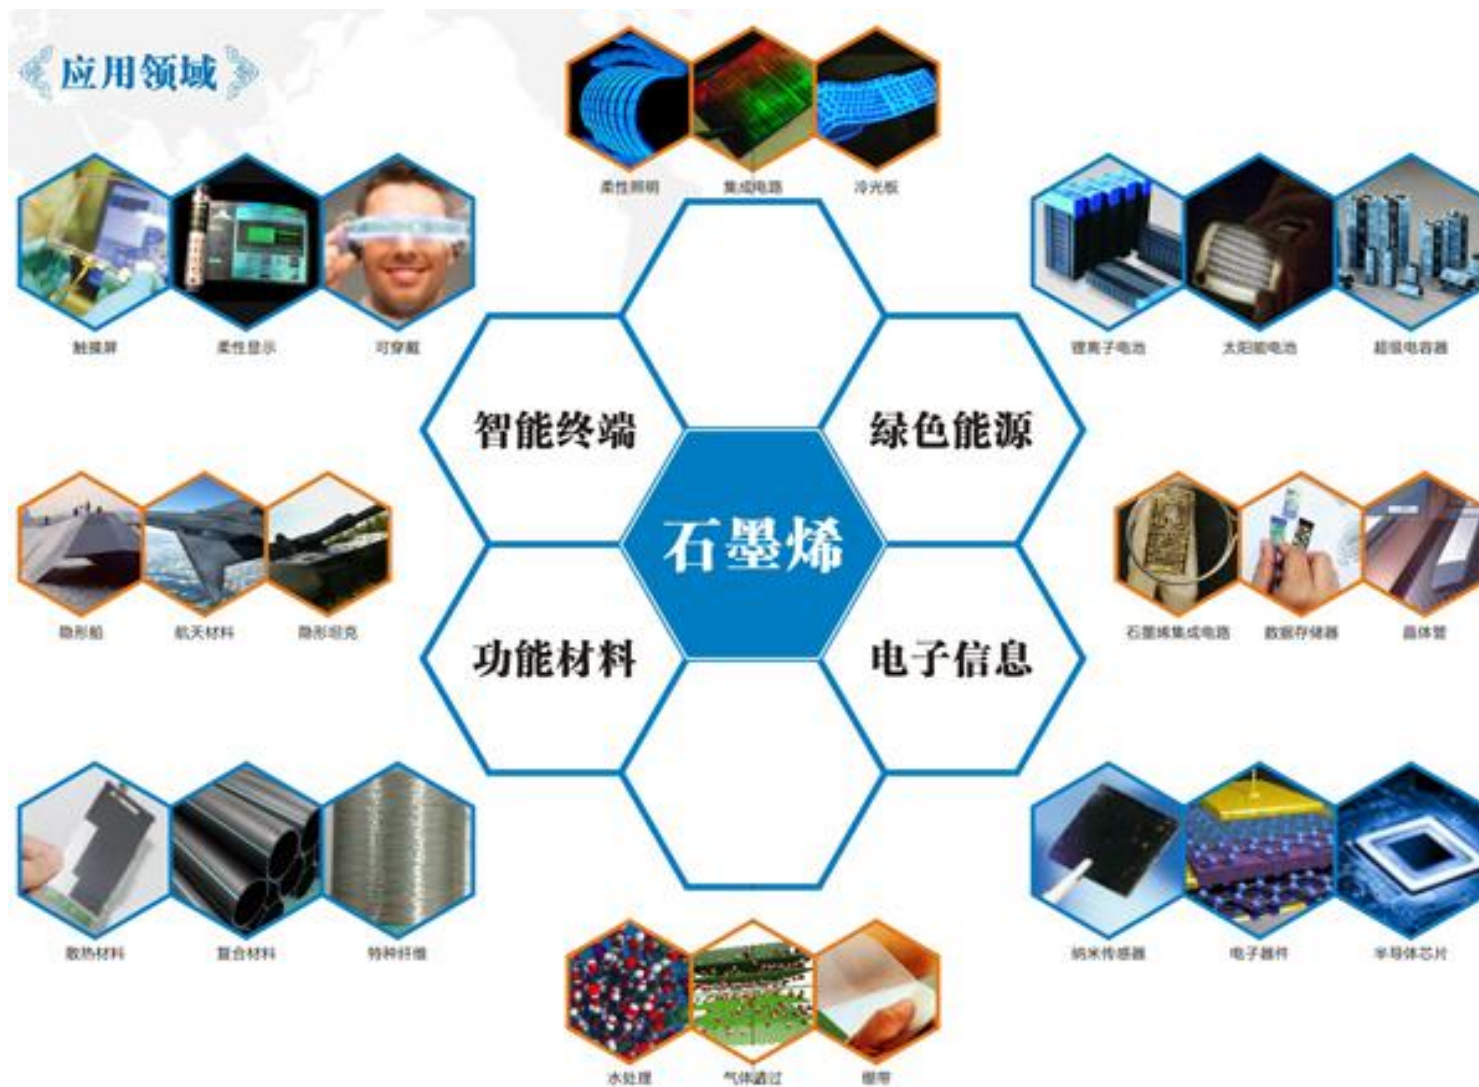 应用领域
柔性照明 集成电路 冷光板
触摸屏 柔性显示 可穿戴
锂离子电池 太阳能电池 超级电容器
智能终端 绿色能源
石墨烯
隐形船 航天材料 隐形坦克
石墨烯集成电路 数据存储器 晶体管
功能材料 电子信息
散热材料 复合材料 特种纤维
纳米传感器 电子器件 半导体芯片
水处理 气体透过 绷带